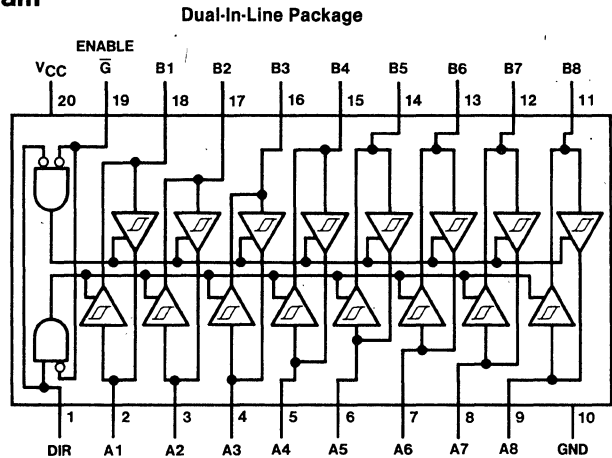 Dual-In-Line Package
ENABLE
VCC G̅ B1 B2 B3 B4 B5 B6 B7 B8
20 19 18 17 16 15 14 13 12 11
1 2 3 4 5 6 7 8 9 10
DIR A1 A2 A3 A4 A5 A6 A7 A8 GND